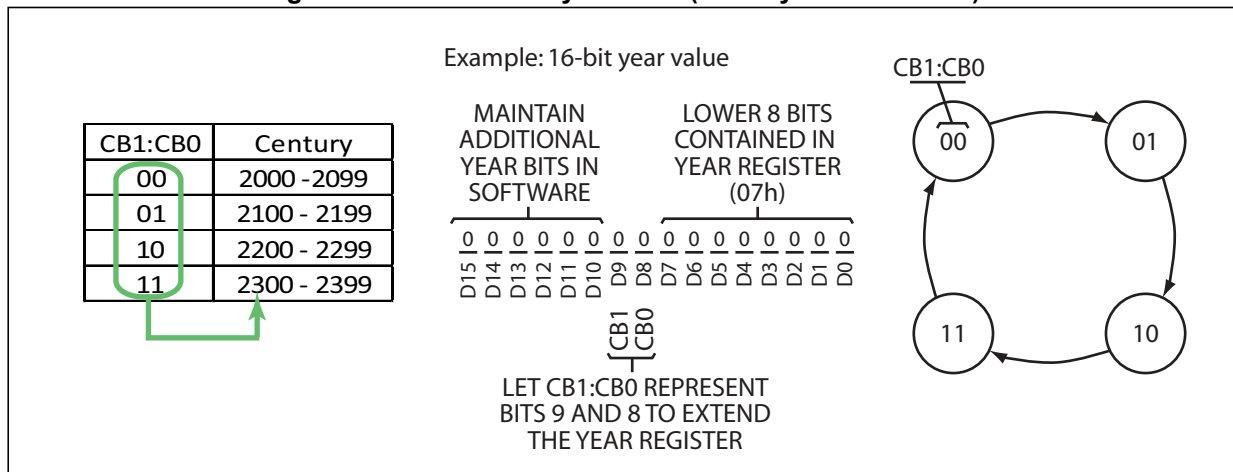 Example: 16-bit year value
CB1:CB0 Century
00 2000 -2099
01 2100 - 2199
10 2200 - 2299
11 2300 - 2399
MAINTAIN
ADDITIONAL
YEAR BITS IN
SOFTWARE
LOWER 8 BITS
CONTAINED IN
YEAR REGISTER
(07h)
0 0 0 0 0 0 0 0 0 0 0 0 0 0 0 0
D15 D14 D13 D12 D11 D10 D9 D8 D7 D6 D5 D4 D3 D2 D1 D0
CB1 CB0
LET CB1:CB0 REPRESENT
BITS 9 AND 8 TO EXTEND
THE YEAR REGISTER
CB1:CB0
00 01
11 10